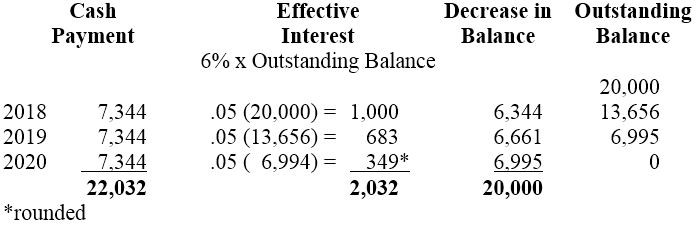 Cash Effective Decrease in Outstanding
Payment Interest Balance Balance
6% x Outstanding Balance
20,000
2018 7,344 .05 (20,000) = 1,000 6,344 13,656
2019 7,344 .05 (13,656) = 683 6,661 6,995
2020 7,344 .05 ( 6,994) = 349* 6,995 0
22,032 2,032 20,000
*rounded